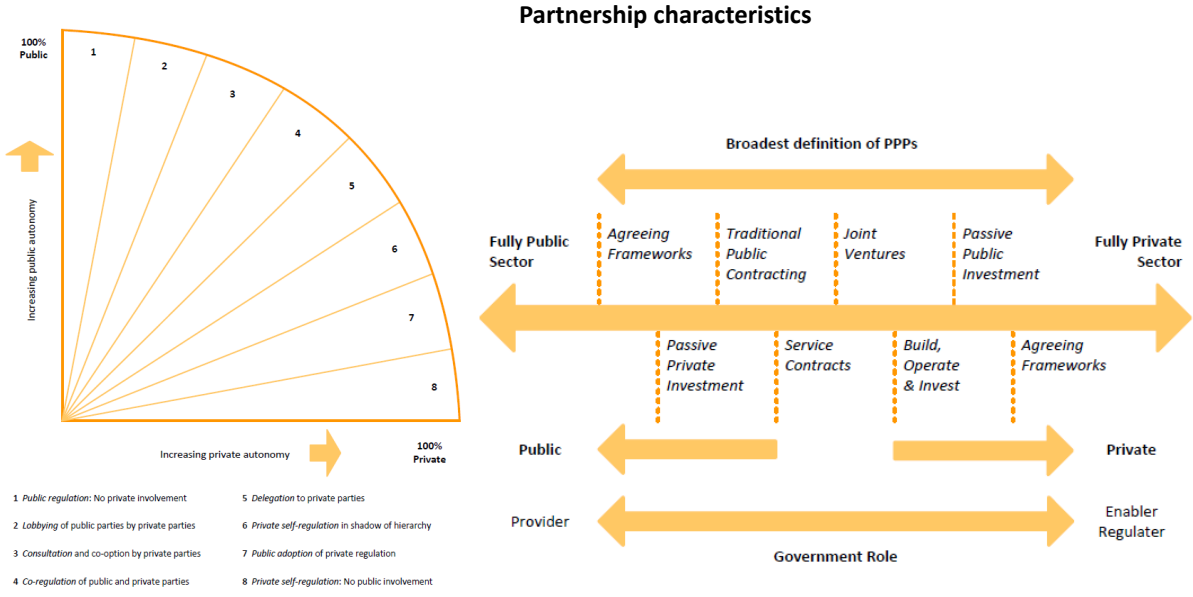 Partnership characteristics
100%
Public
1
2
3
4
5
6
7
8
Increasing public autonomy
Increasing private autonomy
100%
Private
1 Public regulation: No private involvement
2 Lobbying of public parties by private parties
3 Consultation and co-option by private parties
4 Co-regulation of public and private parties
5 Delegation to private parties
6 Private self-regulation in shadow of hierarchy
7 Public adoption of private regulation
8 Private self-regulation: No public involvement
Broadest definition of PPPs
Fully Public
Sector
Agreeing
Frameworks
Traditional
Public
Contracting
Joint
Ventures
Passive
Public
Investment
Fully Private
Sector
Passive
Private
Investment
Service
Contracts
Build,
Operate
& Invest
Agreeing
Frameworks
Public
Private
Provider
Enabler
Regulater
Government Role